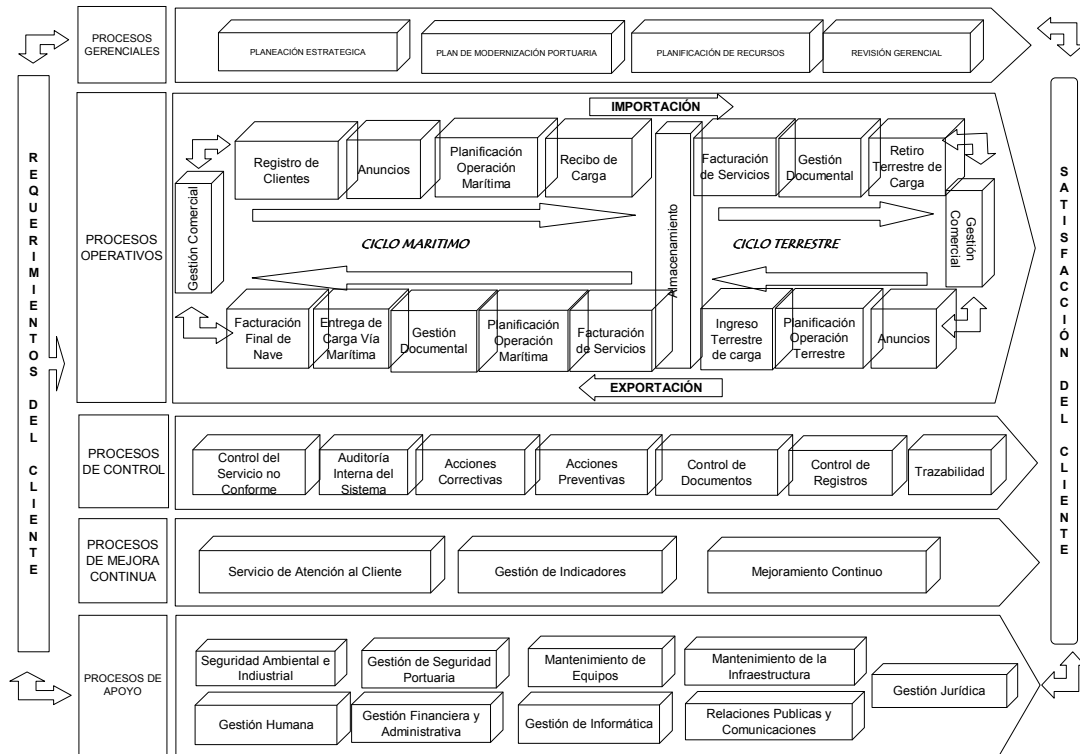 REQUERIMIENTOS DEL CLIENTE
PROCESOS
GERENCIALES
PLANEACIÓN ESTRATEGICA
PLAN DE MODERNIZACIÓN PORTUARIA
PLANIFICACIÓN DE RECURSOS
REVISIÓN GERENCIAL
PROCESOS
OPERATIVOS
IMPORTACIÓN
Gestión Comercial
Registro de
Clientes
Anuncios
Planificación
Operación
Marítima
Recibo de
Carga
Almacenamiento
Facturación
de Servicios
Gestión
Documental
Retiro
Terrestre de
Carga
Gestión
Comercial
CICLO MARITIMO
CICLO TERRESTRE
Facturación
Final de
Nave
Entrega de
Carga Vía
Marítima
Gestión
Documental
Planificación
Operación
Marítima
Facturación
de Servicios
Ingreso
Terrestre
de carga
Planificación
Operación
Terrestre
Anuncios
EXPORTACIÓN
PROCESOS
DE CONTROL
Control del
Servicio no
Conforme
Auditoría
Interna del
Sistema
Acciones
Correctivas
Acciones
Preventivas
Control de
Documentos
Control de
Registros
Trazabilidad
PROCESOS
DE MEJORA
CONTINUA
Servicio de Atención al Cliente
Gestión de Indicadores
Mejoramiento Continuo
PROCESOS DE
APOYO
Seguridad Ambiental e
Indiustrial
Gestión de Seguridad
Portuaria
Mantenimiento de
Equipos
Mantenimiento de la
Infraestructura
Gestión Jurídica
Gestión Humana
Gestión Financiera y
Administrativa
Gestión de Informática
Relaciones Publicas y
Comunicaciones
SATISFACCIÓN DEL CLIENTE